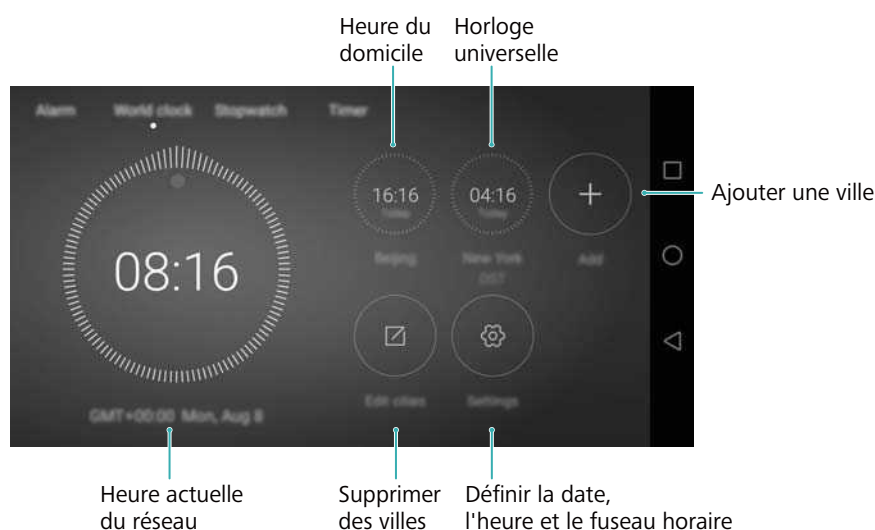 Heure du
domicile
Horloge
universelle
Alarm World clock Stopwatch Timer
16:16
Today
04:16
Today
Ajouter une ville
08:16
Beijing
New York
DST
Add
Edit cities
Settings
GMT+00:00 Mon, Aug 8
Heure actuelle
du réseau
Supprimer
des villes
Définir la date,
l'heure et le fuseau horaire